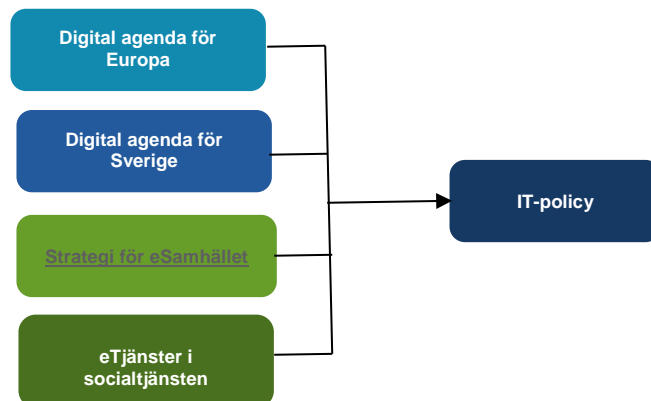 Digital agenda för
Europa
Digital agenda för
Sverige
IT-policy
Strategi för eSamhället
eTjänster i
socialtjänsten